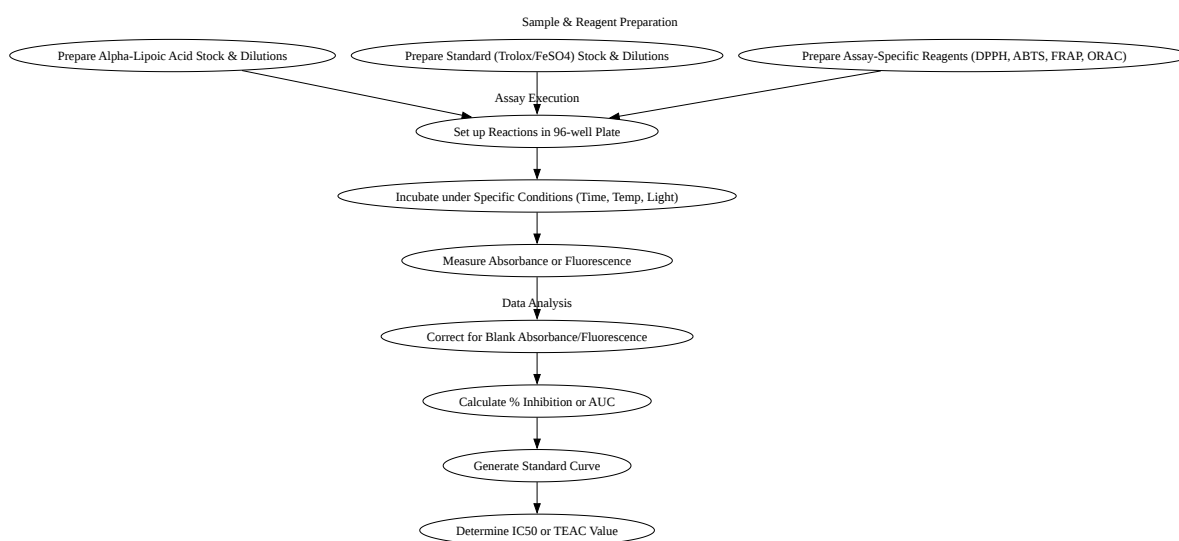 Sample & Reagent Preparation
Prepare Alpha-Lipoic Acid Stock & Dilutions
Prepare Standard (Trolox/FeSO4) Stock & Dilutions
Prepare Assay-Specific Reagents (DPPH, ABTS, FRAP, ORAC)
Assay Execution
Set up Reactions in 96-well Plate
Incubate under Specific Conditions (Time, Temp, Light)
Measure Absorbance or Fluorescence
Data Analysis
Correct for Blank Absorbance/Fluorescence
Calculate % Inhibition or AUC
Generate Standard Curve
Determine IC50 or TEAC Value